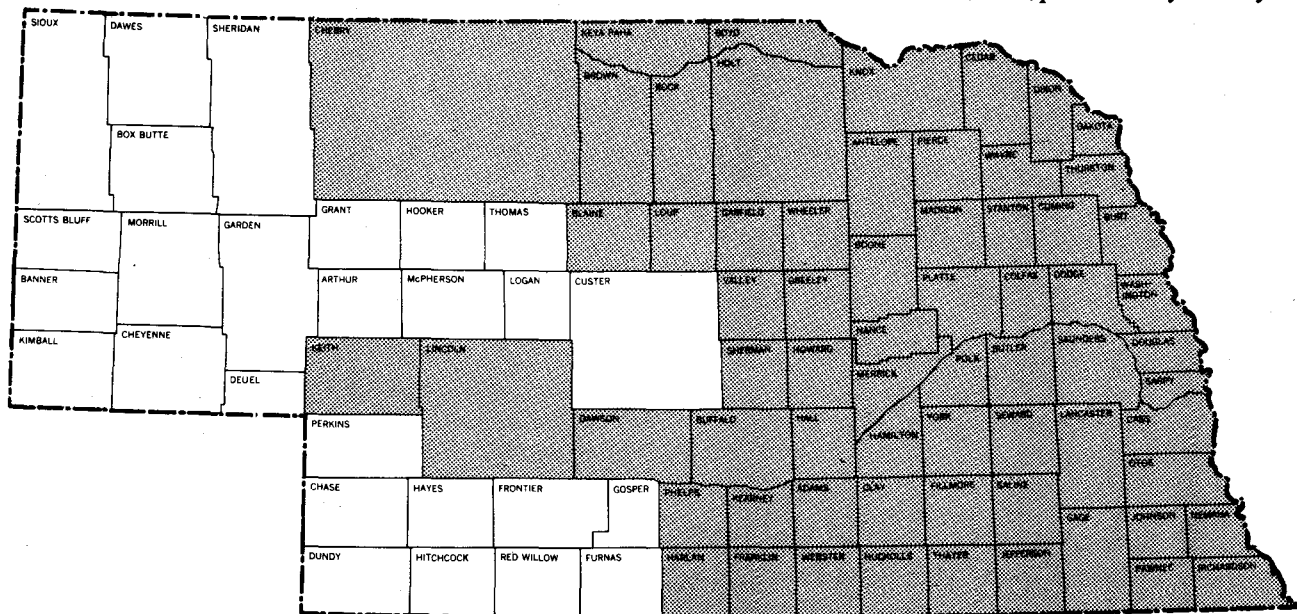 SIOUX
DAWES
SHERIDAN
CHERRY
KEYA PAHA
BOYD
BROWN
ROCK
HOLT
KNOX
CEDAR
DIXON
DAKOTA
BOX BUTTE
ANTELOPE
PIERCE
WAYNE
THURSTON
SCOTTS BLUFF
MORRILL
GARDEN
GRANT
HOOKER
THOMAS
BLAINE
LOUP
GARFIELD
WHEELER
MADISON
STANTON
CUMING
BURT
BOONE
BANNER
ARTHUR
McPHERSON
LOGAN
CUSTER
VALLEY
GREELEY
PLATTE
COLFAX
DODGE
WASH-
INGTON
KIMBALL
CHEYENNE
KEITH
LINCOLN
SHERMAN
HOWARD
NANCE
MERRICK
POLK
BUTLER
SAUNDERS
DOUGLAS
SARPY
DEUEL
PERKINS
DAWSON
BUFFALO
HALL
HAMILTON
YORK
SEWARD
LANCASTER
CASS
OTOE
CHASE
HAYES
FRONTIER
GOSPER
PHELPS
KEARNEY
ADAMS
CLAY
FILLMORE
SALINE
GAGE
JOHNSON
NEMAHA
DUNDY
HITCHCOCK
RED WILLOW
FURNAS
HARLAN
FRANKLIN
WEBSTER
NUCKOLLS
THAYER
JEFFERSON
PAWNEE
RICHARDSON